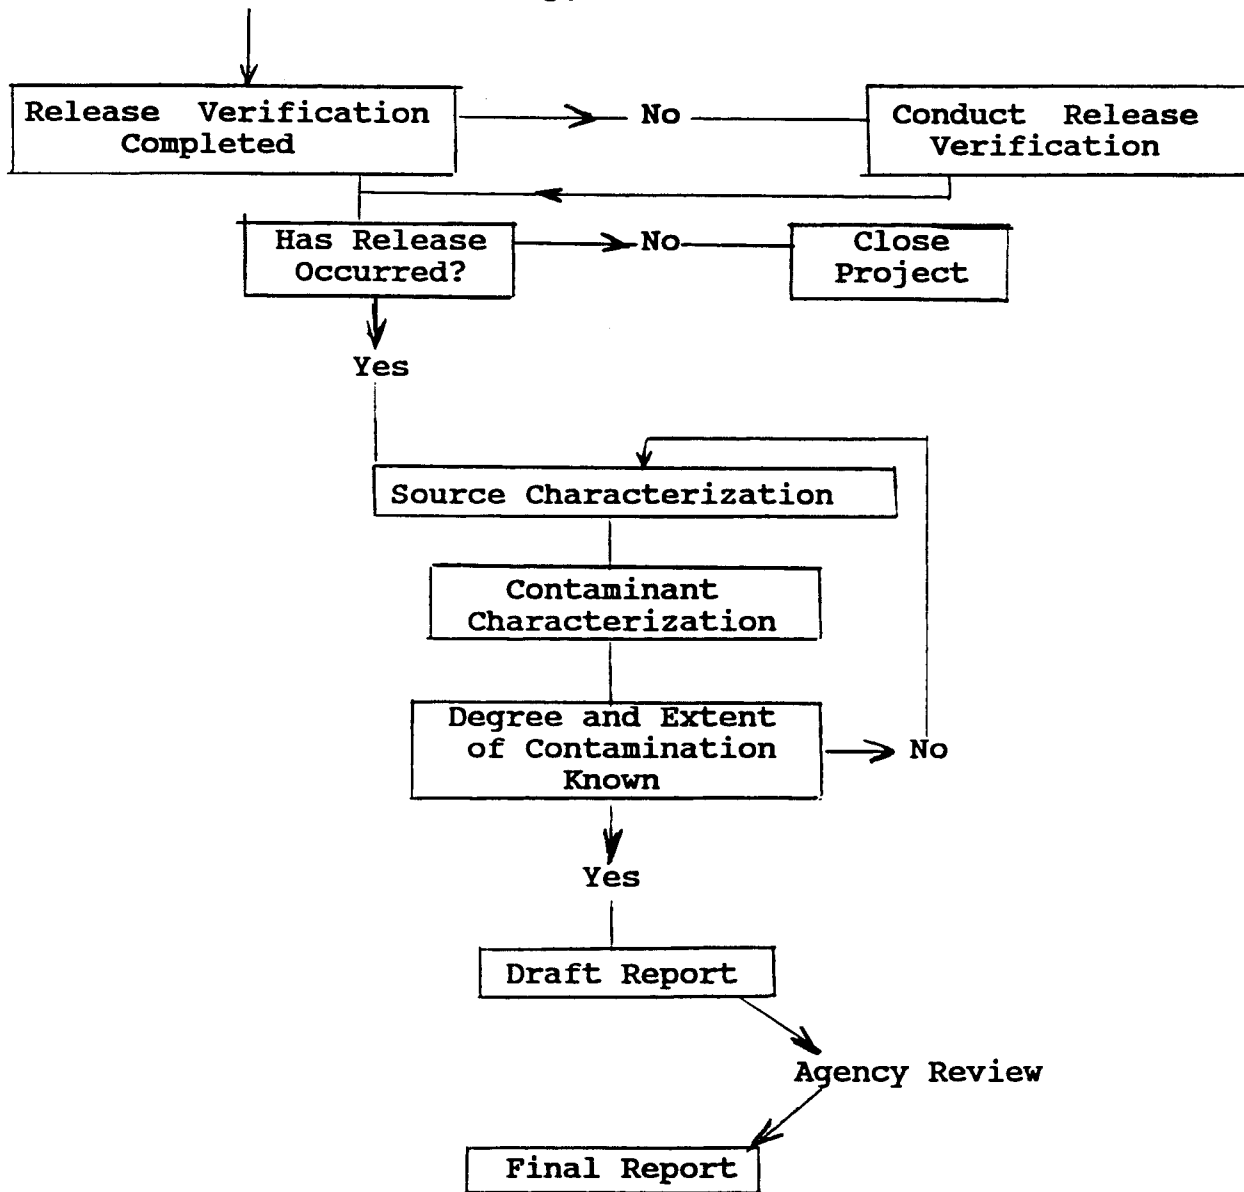 Release Verification
Completed
No
Conduct Release
Verification
Has Release
Occurred?
No
Close
Project
Yes
Source Characterization
Contaminant
Characterization
Degree and Extent
of Contamination
Known
No
Yes
Draft Report
Agency Review
Final Report